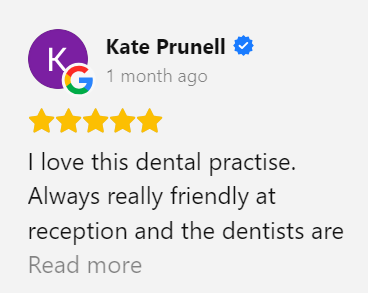 K
Kate Prunell
1 month ago
I love this dental practise.
Always really friendly at
reception and the dentists are
Read more